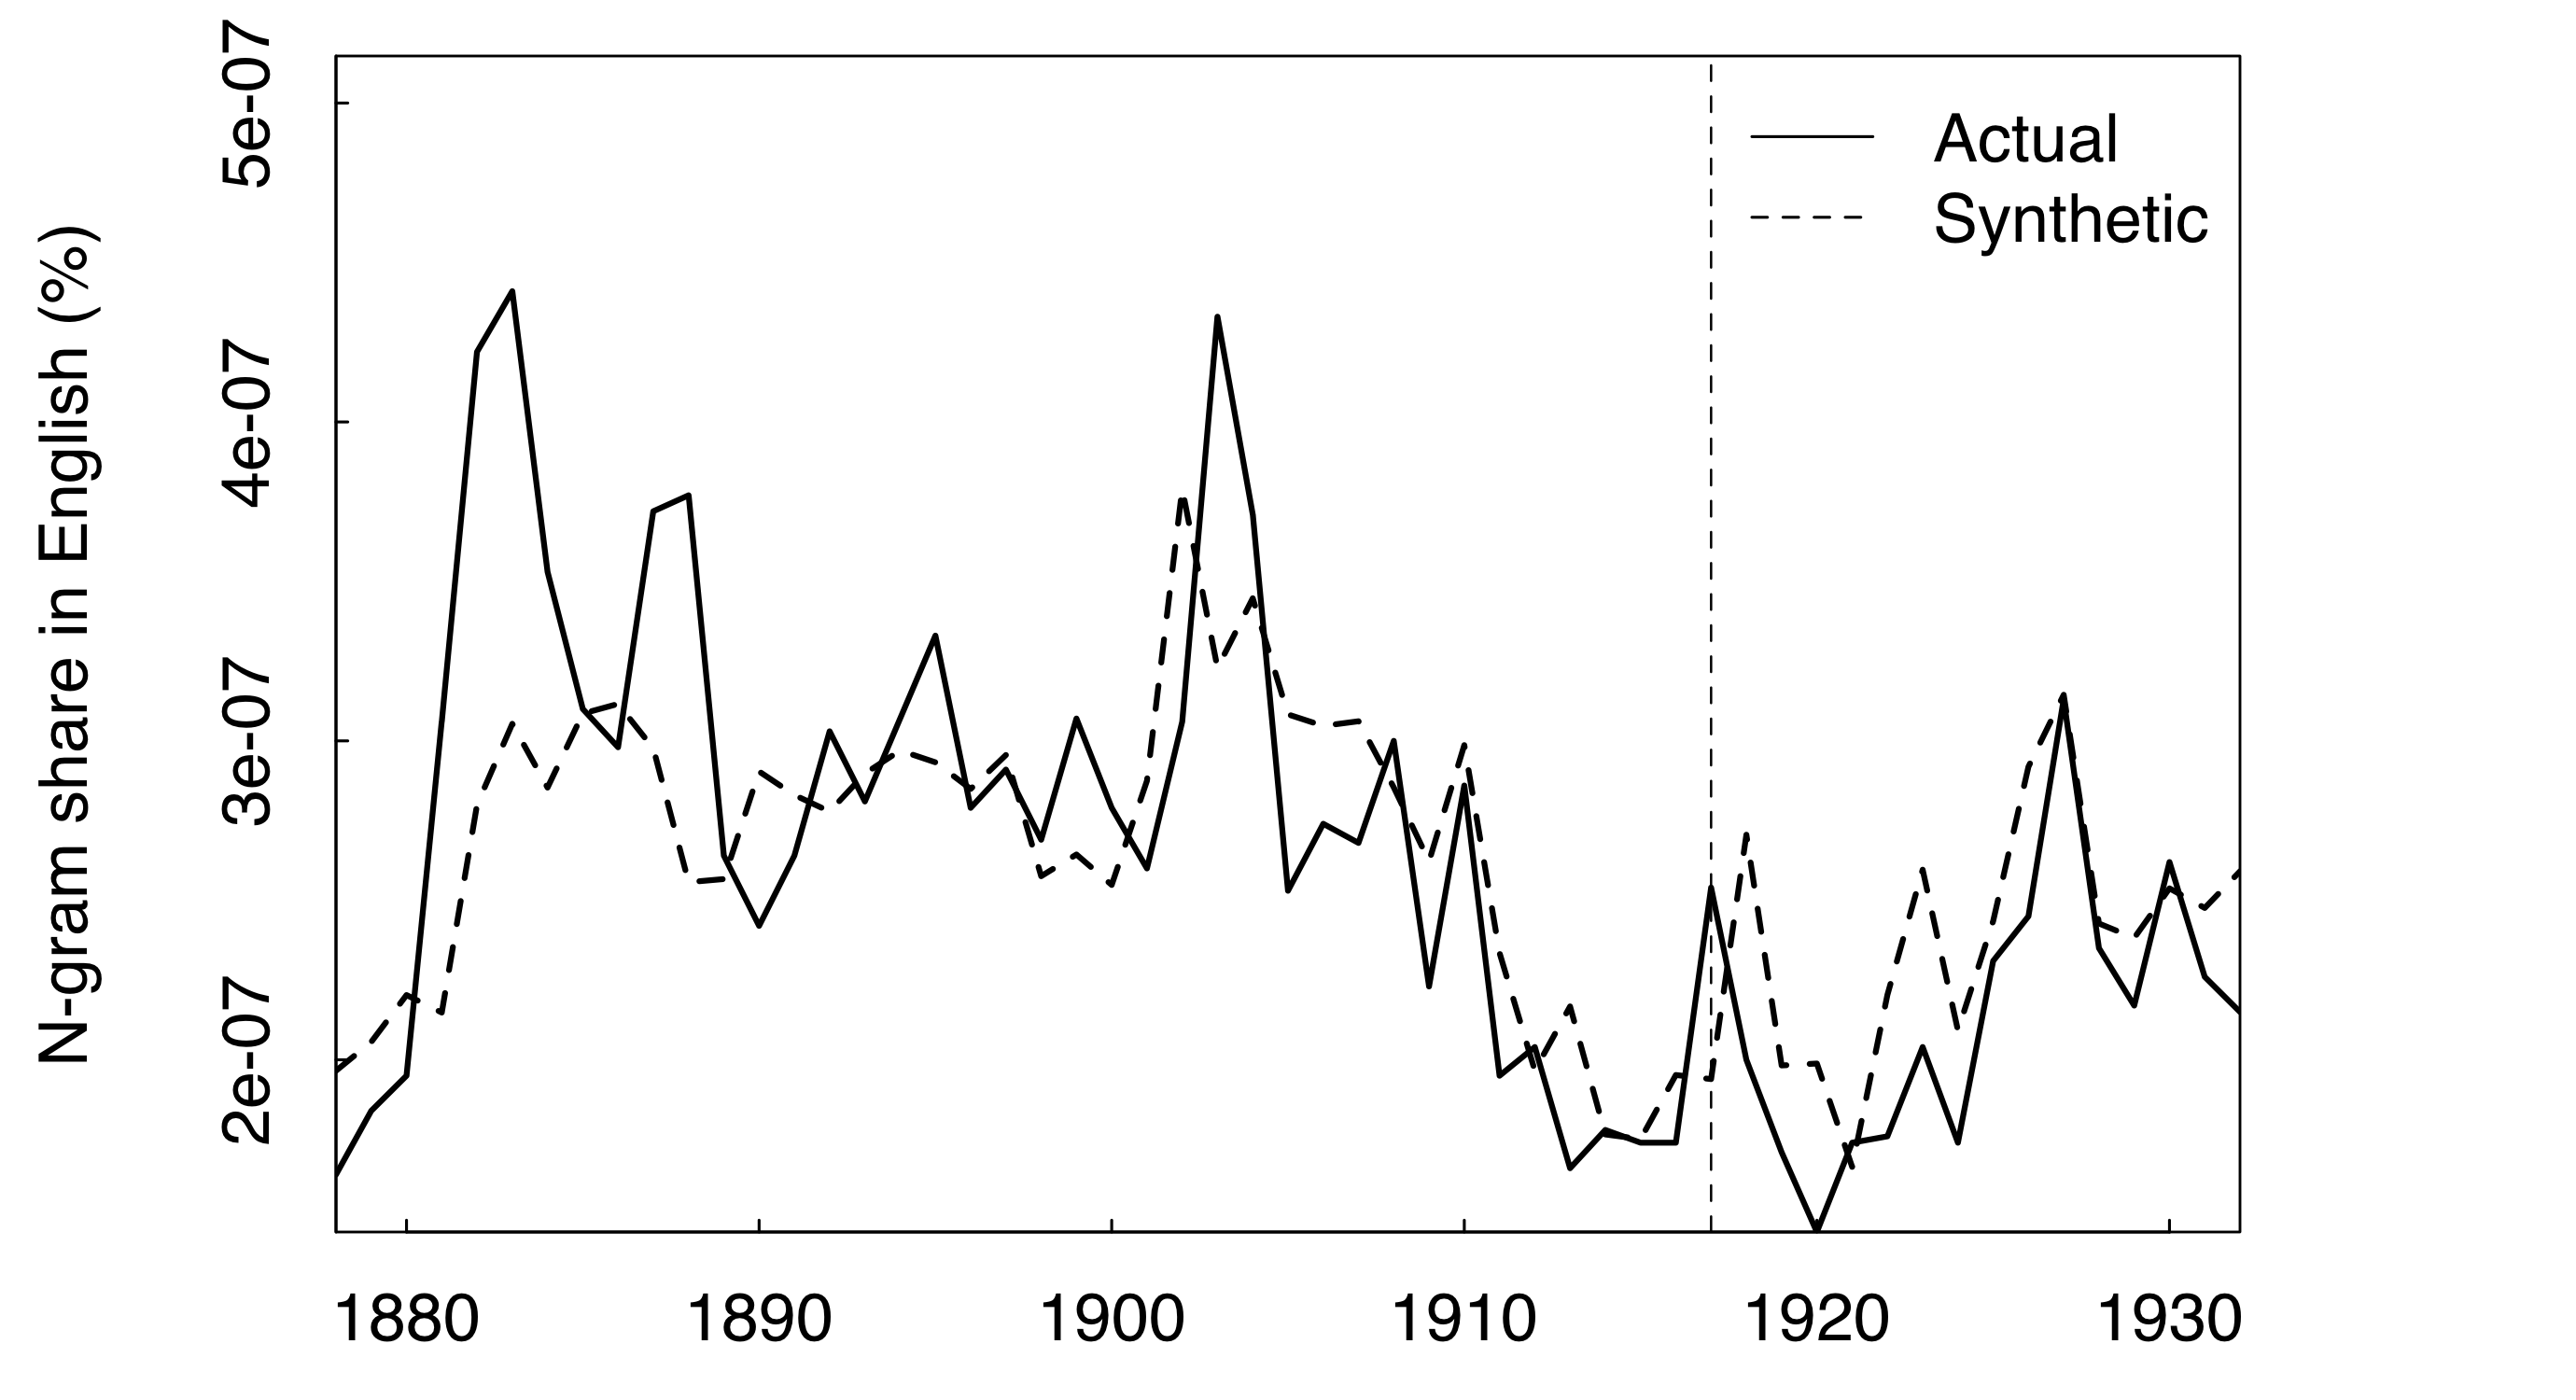 N-gram share in English (%)
5e-07
4e-07
3e-07
2e-07
Actual
Synthetic
1880 1890 1900 1910 1920 1930